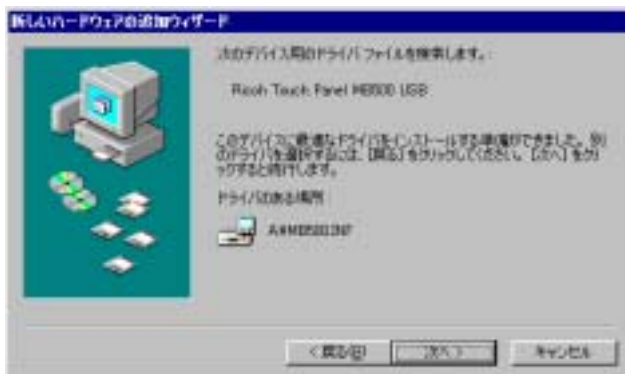 新しいハードウェアの追加ウィザード
次のデバイス用のドライバ ファイルを検索します。:
Ricoh Touch Panel MB500 USB
このデバイスに最適なドライバをインストールする準備ができました。別
のドライバを選択するには、[戻る] をクリックしてください。[次へ] をクリ
ックすると続行します。
ドライバのある場所:
A:¥MB500.INF
< 戻る(B)
次へ >
キャンセル